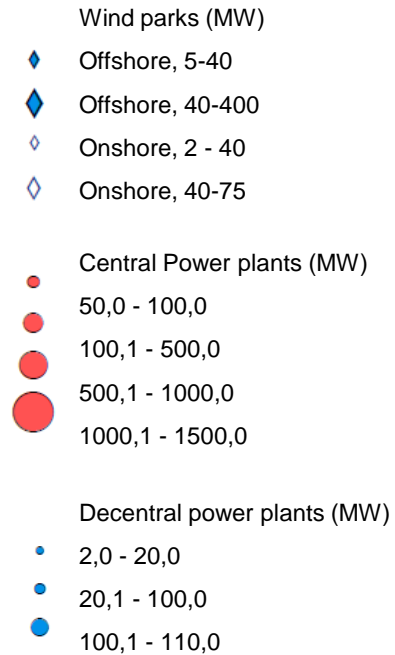 Wind parks (MW)
Offshore, 5-40
Offshore, 40-400
Onshore, 2 - 40
Onshore, 40-75
Central Power plants (MW)
50,0 - 100,0
100,1 - 500,0
500,1 - 1000,0
1000,1 - 1500,0
Decentral power plants (MW)
2,0 - 20,0
20,1 - 100,0
100,1 - 110,0